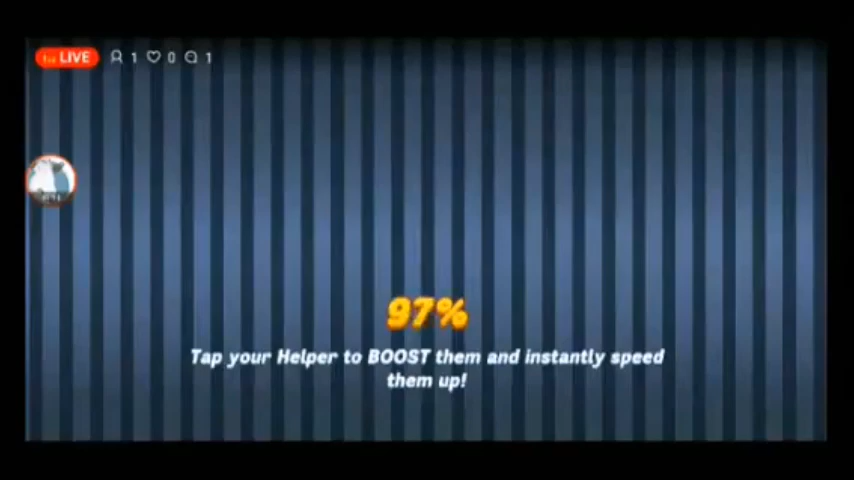 LIVE 1 0 1
97%
Tap your Helper to BOOST them and instantly speed
them up!